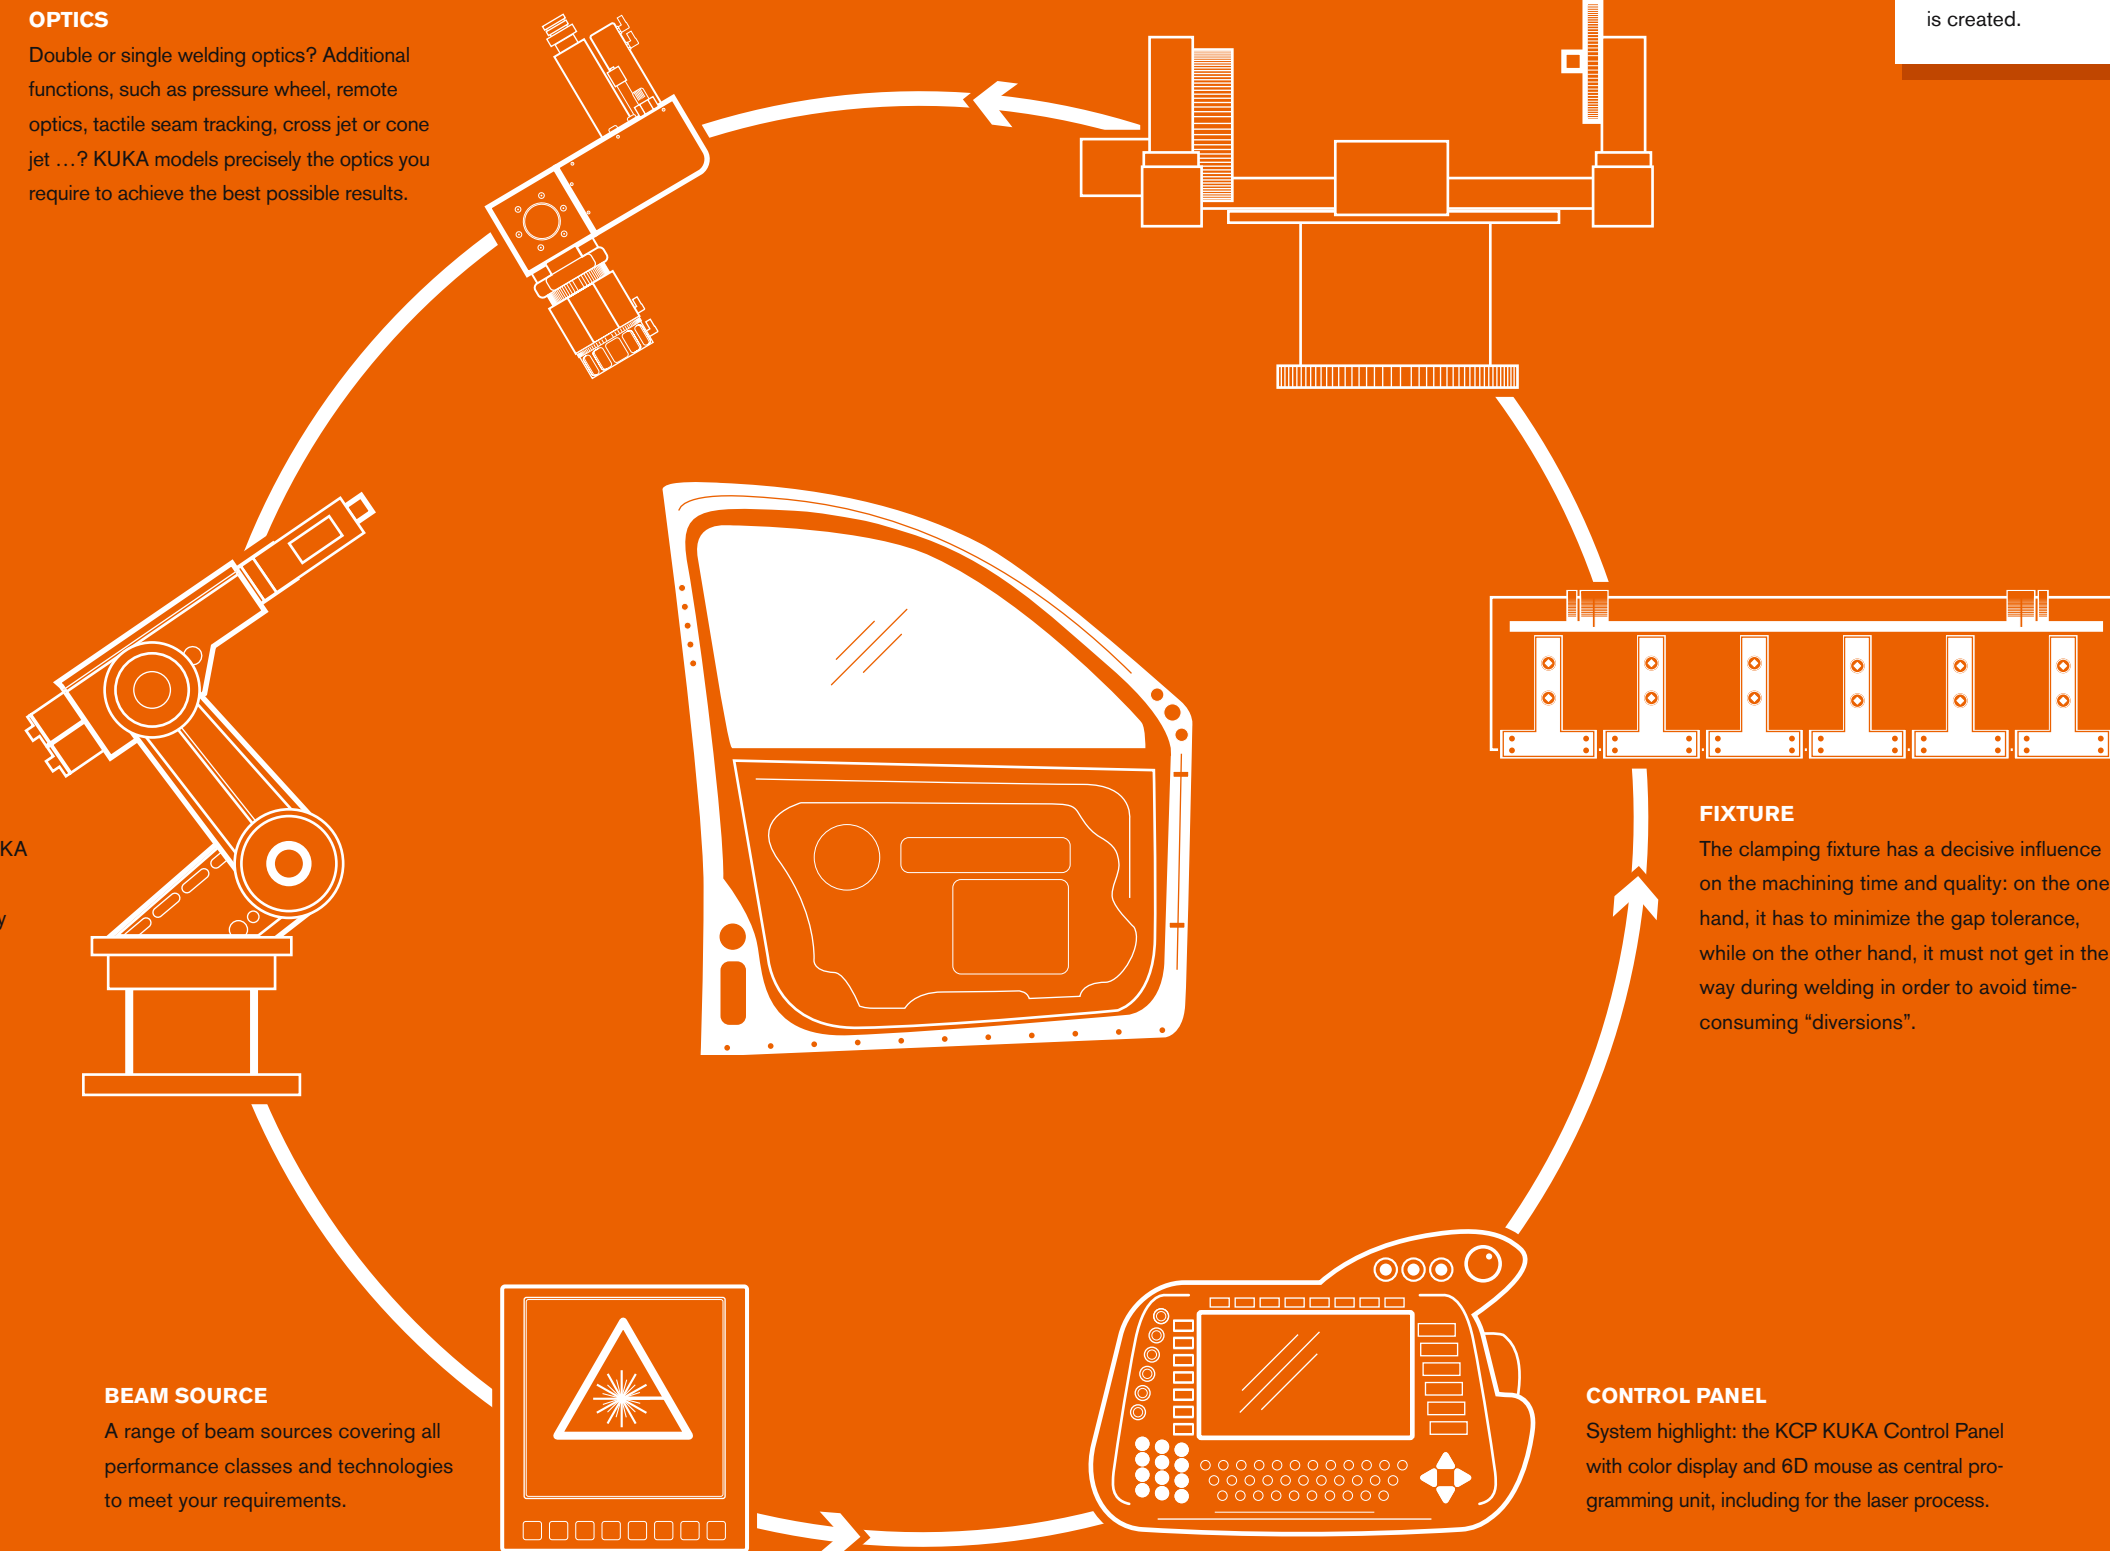 OPTICS
Double or single welding optics? Additional
functions, such as pressure wheel, remote
optics, tactile seam tracking, cross jet or cone
jet …? KUKA models precisely the optics you
require to achieve the best possible results.
is created.
KA
y
FIXTURE
The clamping fixture has a decisive influence
on the machining time and quality: on the one
hand, it has to minimize the gap tolerance,
while on the other hand, it must not get in the
way during welding in order to avoid time-
consuming “diversions”.
BEAM SOURCE
A range of beam sources covering all
performance classes and technologies
to meet your requirements.
CONTROL PANEL
System highlight: the KCP KUKA Control Panel
with color display and 6D mouse as central pro-
gramming unit, including for the laser process.